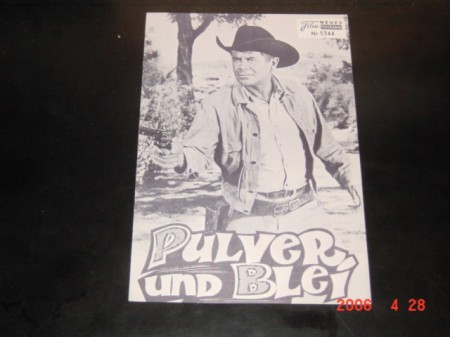 Film
NEUES
Nr. 5344
PULVER
UND BLEI
2006 4 28